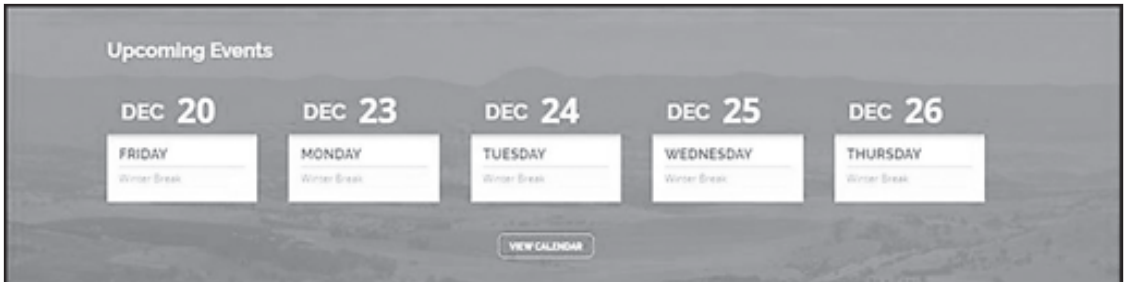 Upcoming Events
DEC 20
FRIDAY
Winter Break
DEC 23
MONDAY
Winter Break
DEC 24
TUESDAY
Winter Break
DEC 25
WEDNESDAY
Winter Break
DEC 26
THURSDAY
Winter Break
VIEW CALENDAR